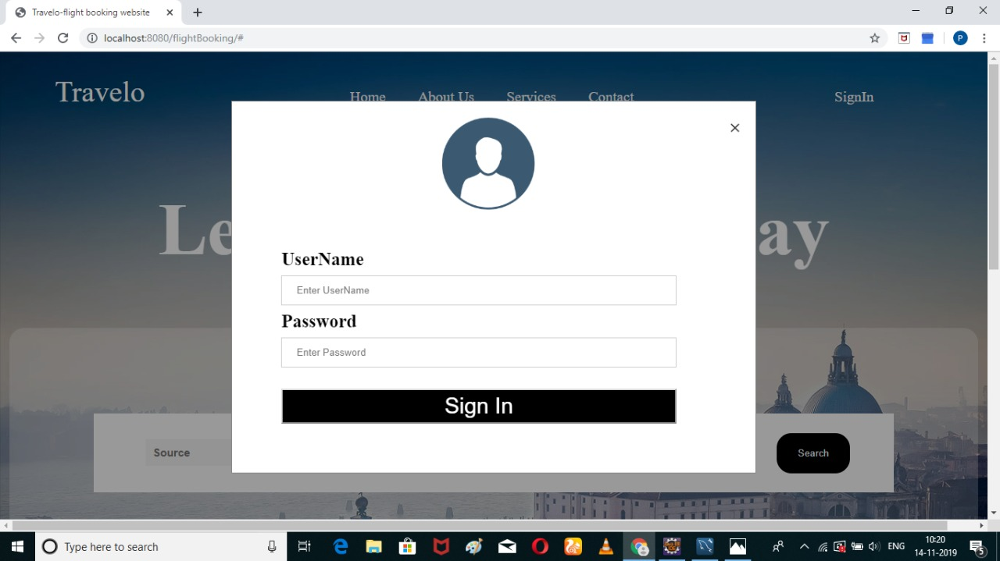 Travelo-flight booking website
localhost:8080/flightBooking/#
P
Travelo
Home About Us Services Contact
SignIn
Le
ay
UserName
Enter UserName
Password
Enter Password
Sign In
Source
Search
Type here to search
ENG
10:20
14-11-2019
5